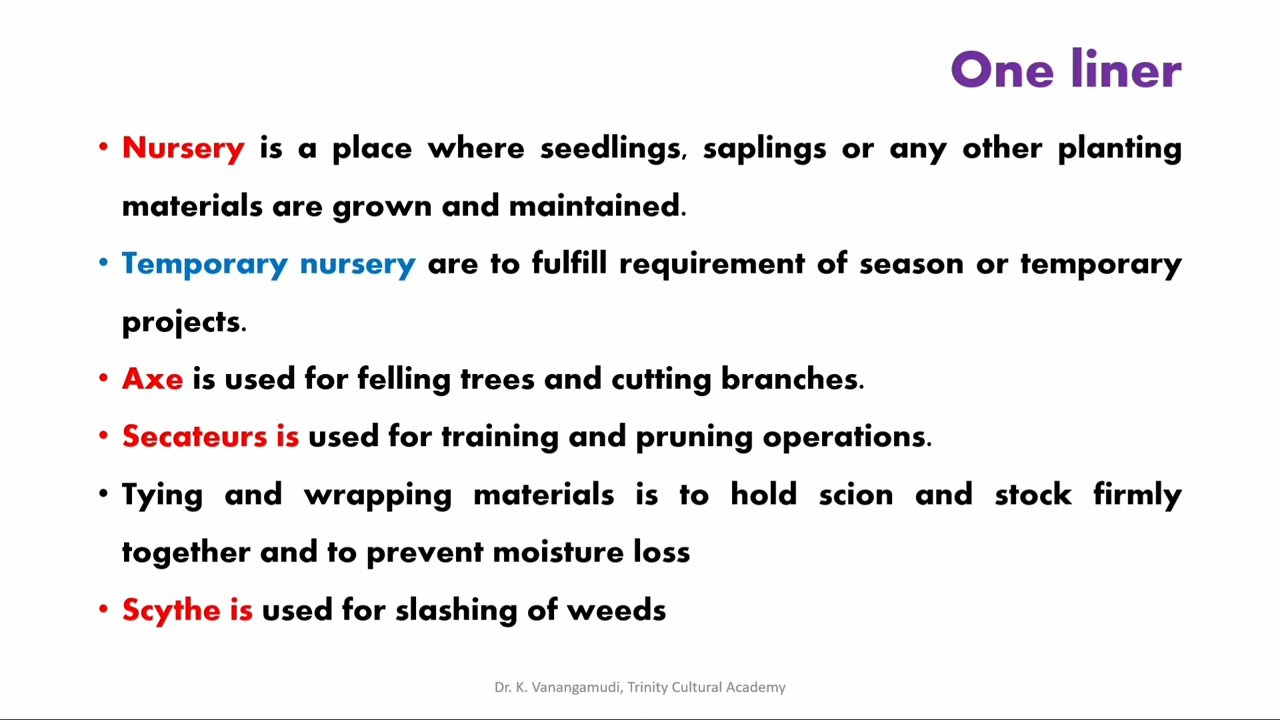 One liner
• Nursery is a place where seedlings, saplings or any other planting
materials are grown and maintained.
• Temporary nursery are to fulfill requirement of season or temporary
projects.
• Axe is used for felling trees and cutting branches.
• Secateurs is used for training and pruning operations.
• Tying and wrapping materials is to hold scion and stock firmly
together and to prevent moisture loss
• Scythe is used for slashing of weeds
Dr. K. Vanangamudi, Trinity Cultural Academy